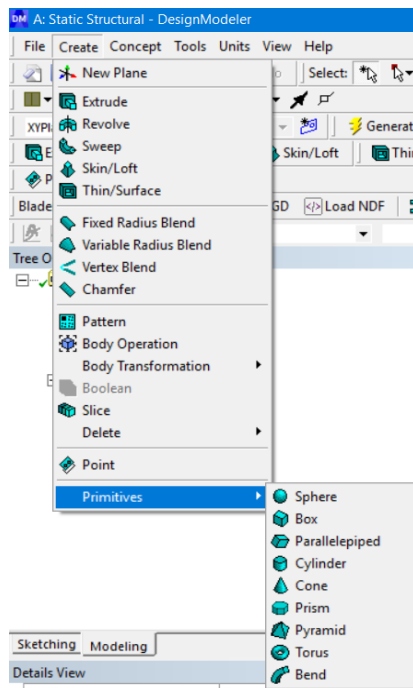 DM A: Static Structural - DesignModeler
File Create Concept Tools Units View Help
New Plane
Select:
Extrude
XYPl
Revolve
Generat
E
Sweep
Skin/Loft
Thi
Skin/Loft
P
Thin/Surface
Blade
GD </> Load NDF
Fixed Radius Blend
Variable Radius Blend
Tree O
Vertex Blend
Chamfer
Pattern
Body Operation
Body Transformation
Boolean
Slice
Delete
Point
Primitives
Sphere
Box
Parallelepiped
Cylinder
Cone
Prism
Pyramid
Sketching Modeling
Torus
Details View
Bend